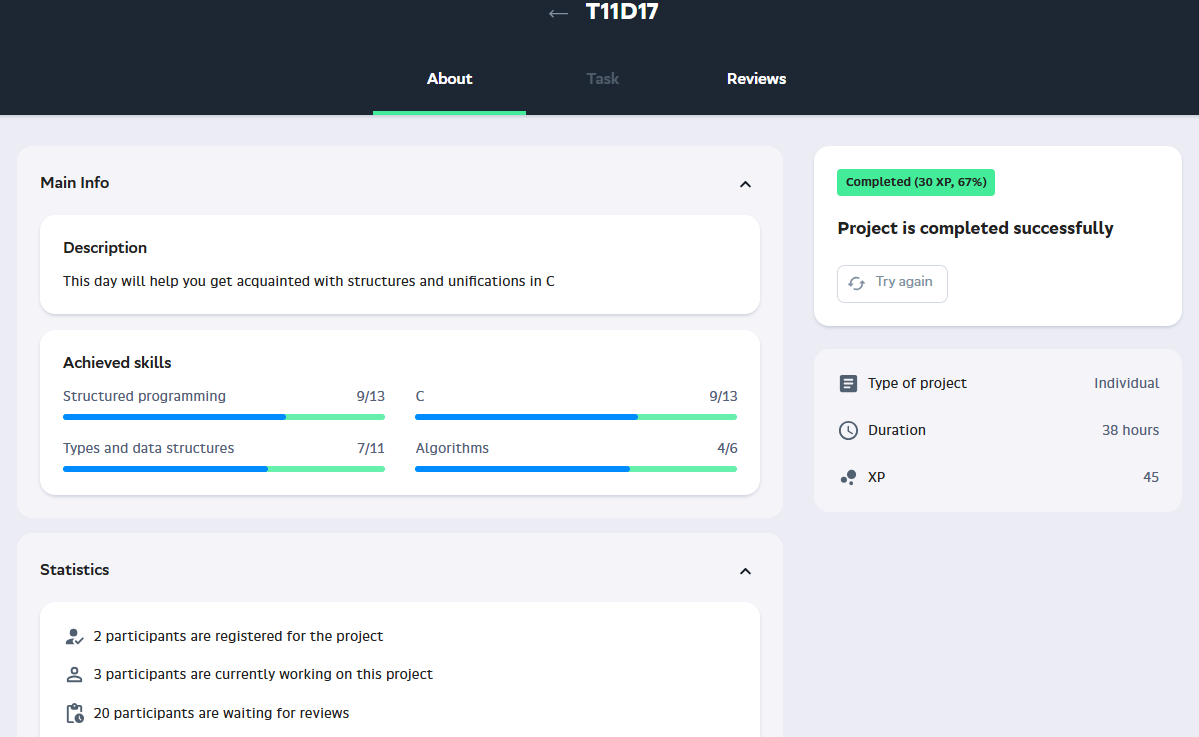 ← T11D17
About
Task
Reviews
Main Info
Description
This day will help you get acquainted with structures and unifications in C
Achieved skills
Structured programming 9/13
C 9/13
Types and data structures 7/11
Algorithms 4/6
Statistics
2 participants are registered for the project
3 participants are currently working on this project
20 participants are waiting for reviews
Completed (30 XP, 67%)
Project is completed successfully
Try again
Type of project Individual
Duration 38 hours
XP 45